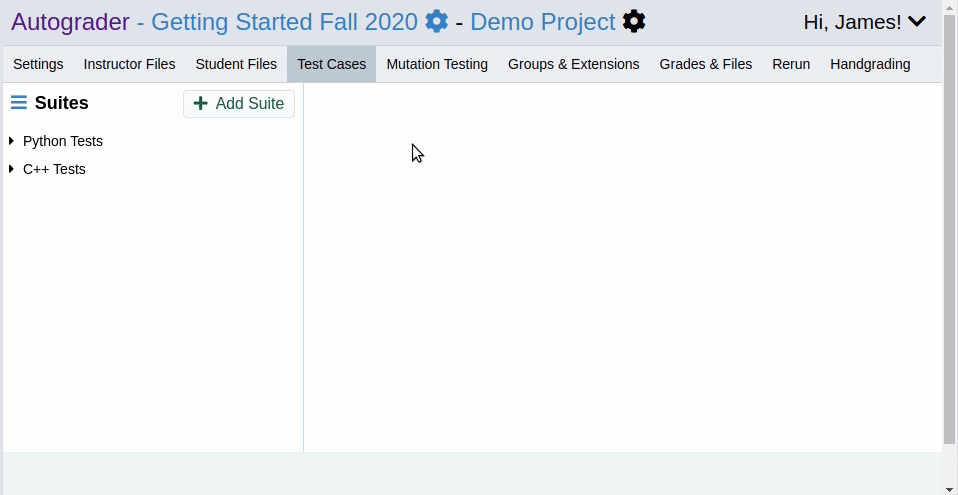 Autograder - Getting Started Fall 2020 - Demo Project Hi, James!
Settings Instructor Files Student Files Test Cases Mutation Testing Groups & Extensions Grades & Files Rerun Handgrading
Suites Add Suite
Python Tests
C++ Tests